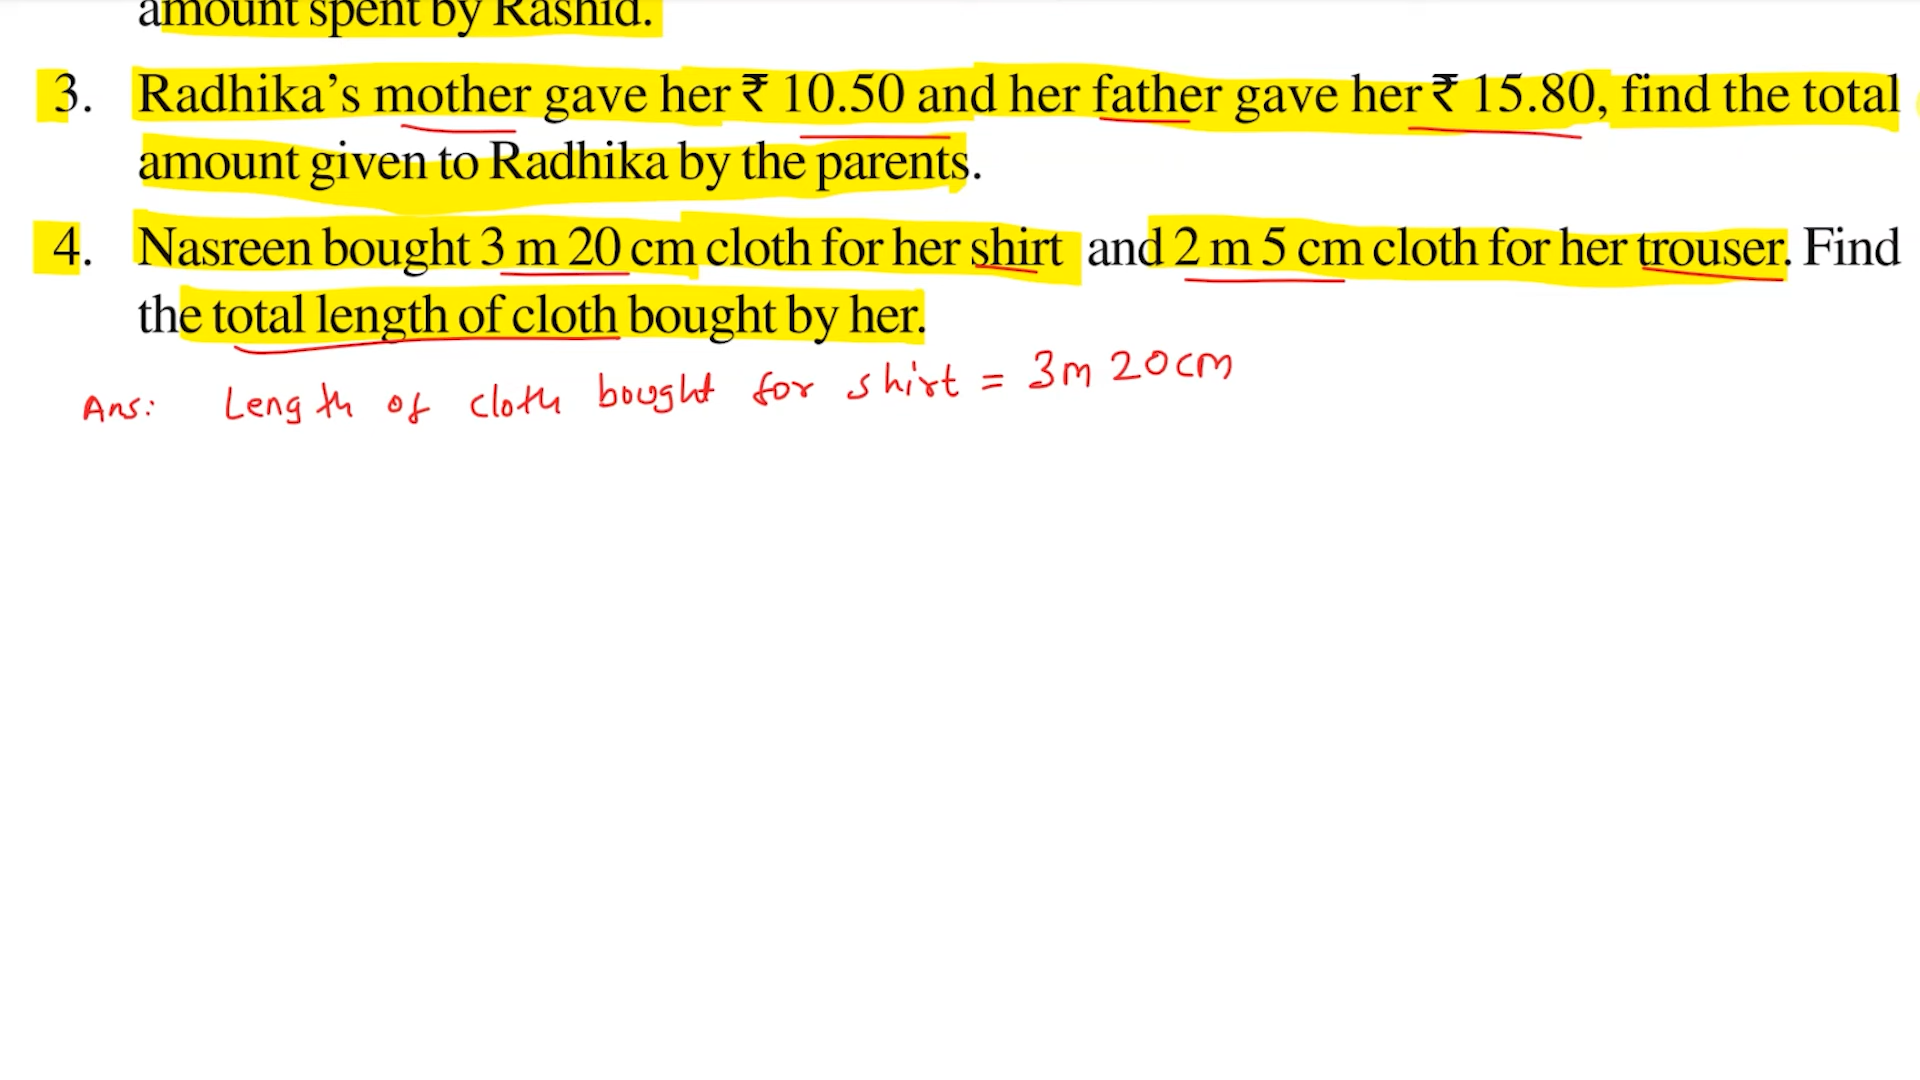 amount spent by Rashid.
3. Radhika’s mother gave her ₹ 10.50 and her father gave her ₹ 15.80, find the total
amount given to Radhika by the parents.
4. Nasreen bought 3 m 20 cm cloth for her shirt and 2 m 5 cm cloth for her trouser. Find
the total length of cloth bought by her.
Ans: Length of cloth bought for shirt = 3m 20cm